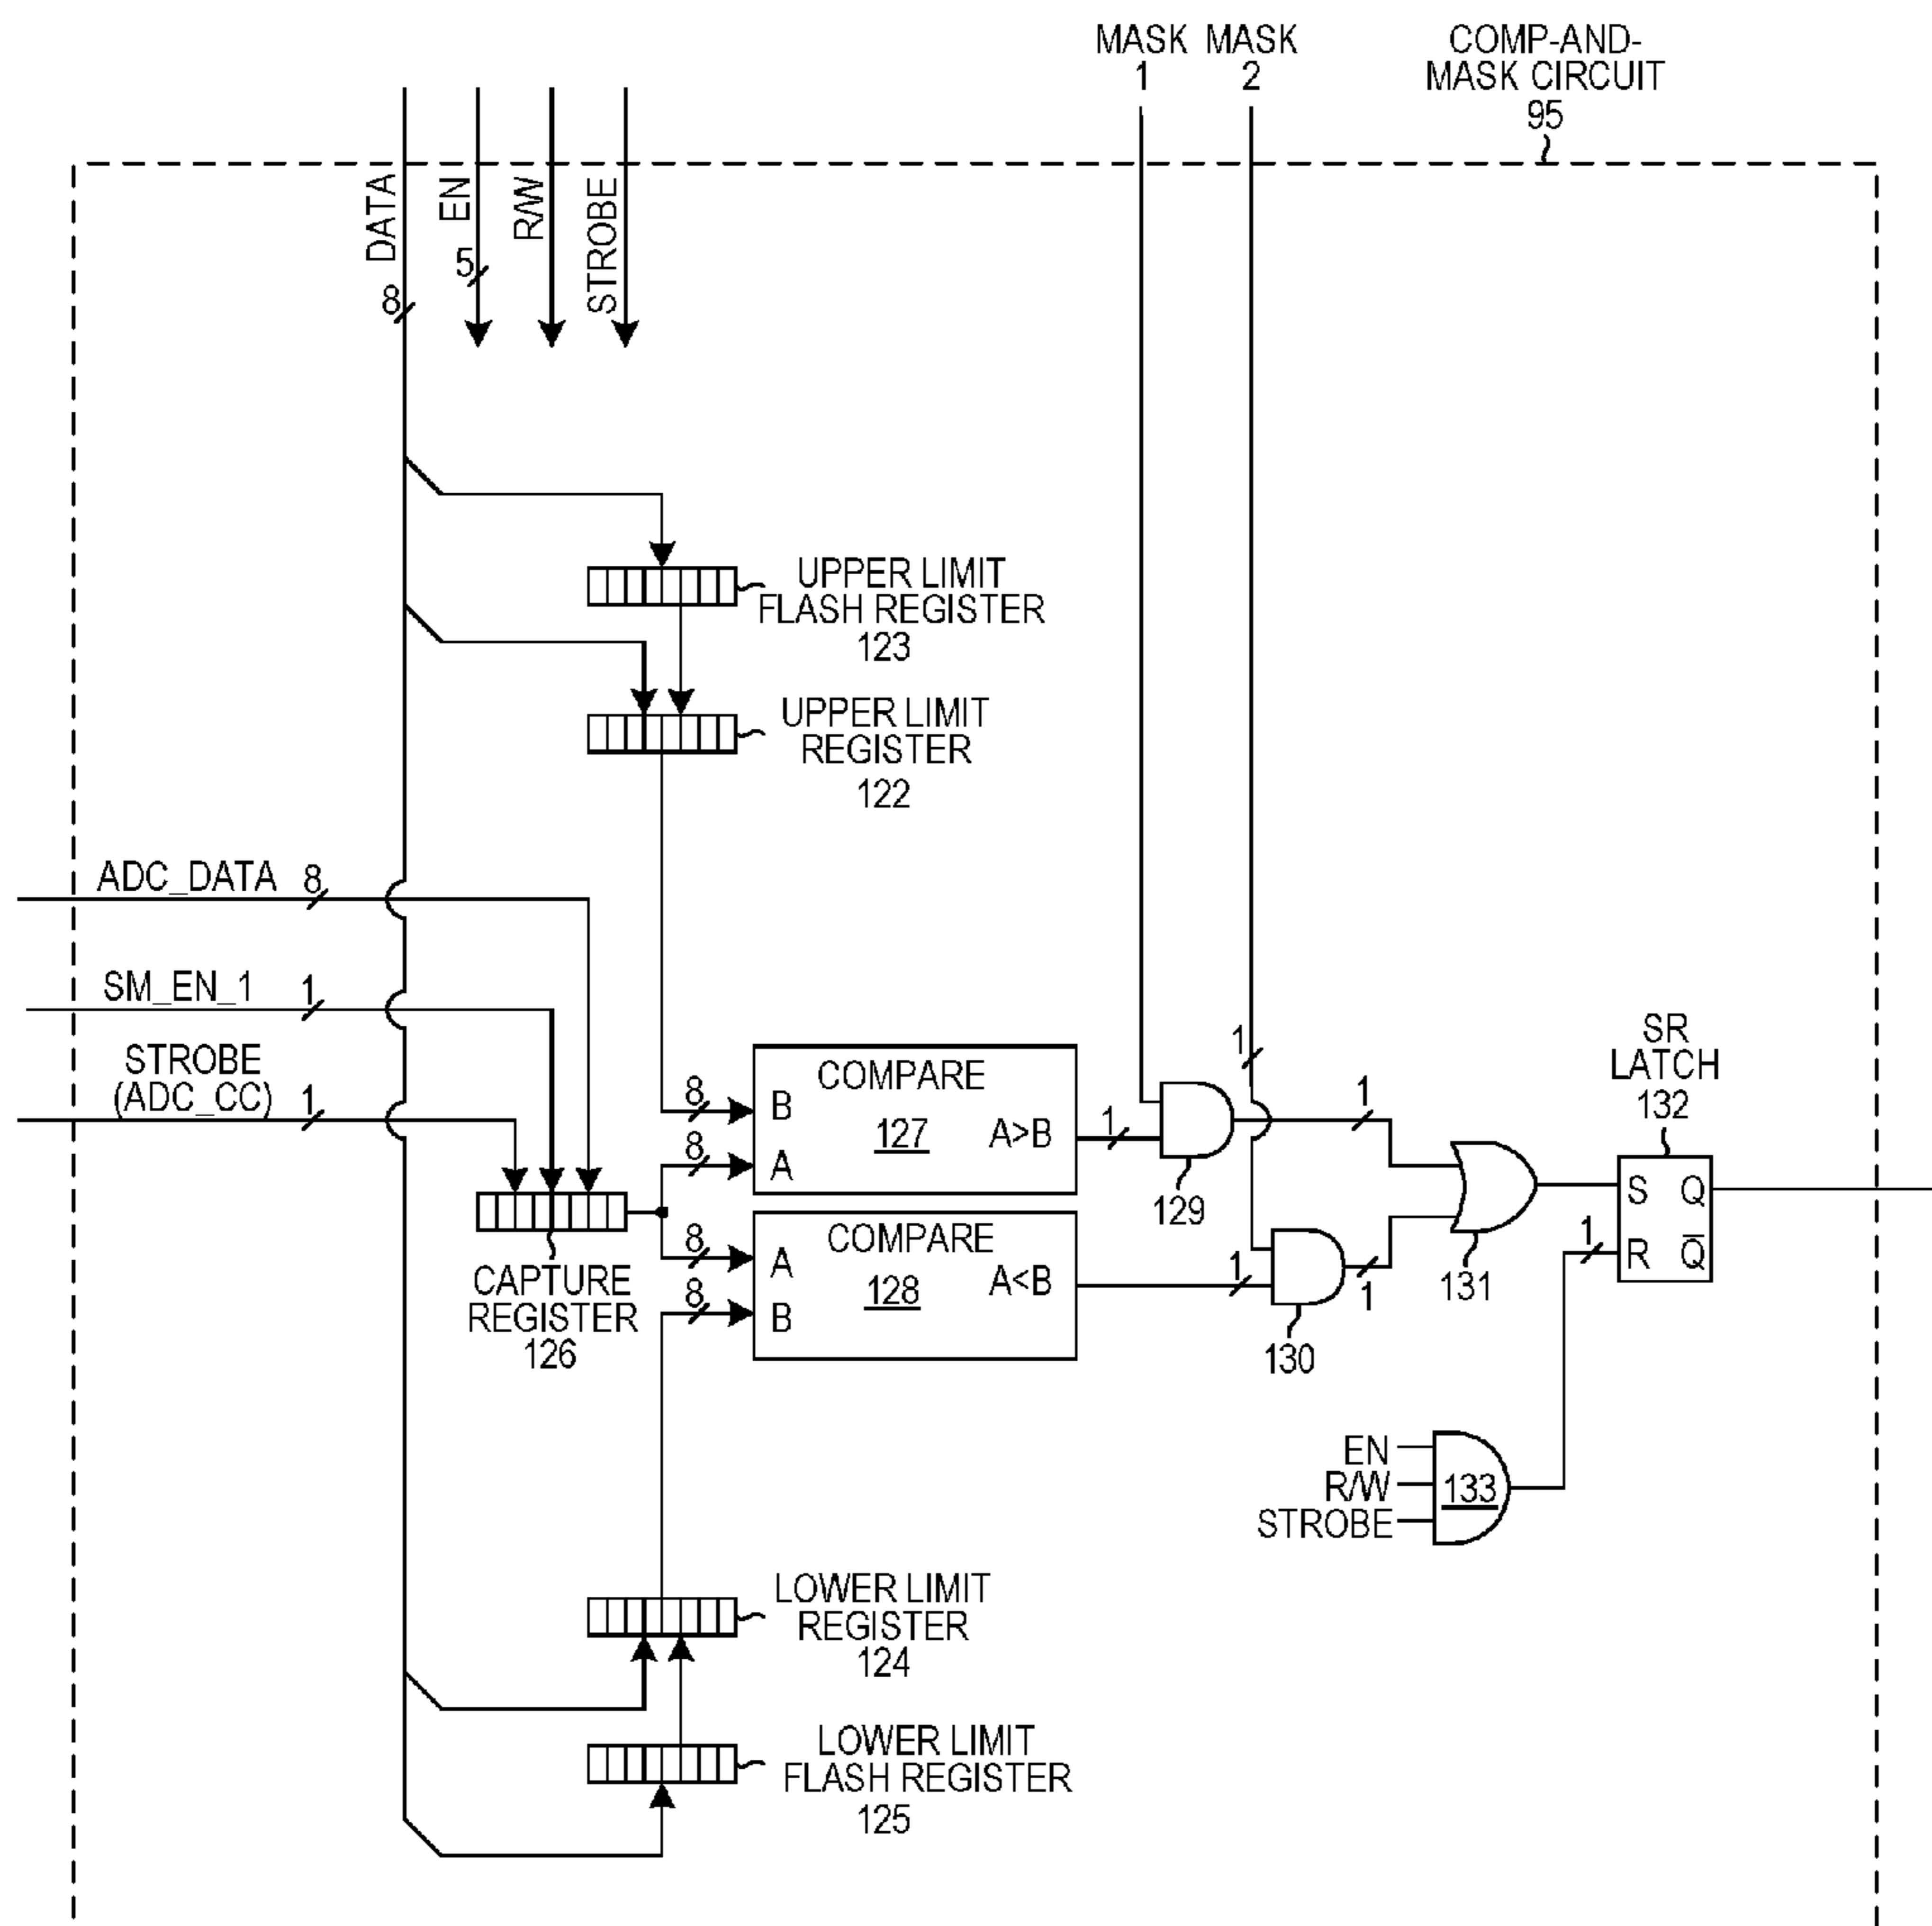 MASK 1
MASK 2
COMP-AND-
MASK CIRCUIT
95
DATA
8
EN
5
R/W
STROBE
UPPER LIMIT
FLASH REGISTER
123
UPPER LIMIT
REGISTER
122
ADC_DATA 8
SM_EN_1 1
STROBE
(ADC_CC) 1
CAPTURE
REGISTER
126
8
8
8
8
COMPARE
127
B
A
A>B
COMPARE
128
A
B
A<B
1
1
1
129
1
1
130
131
SR
LATCH
132
S Q
R Q̅
1
EN
R/W
STROBE
133
LOWER LIMIT
REGISTER
124
LOWER LIMIT
FLASH REGISTER
125